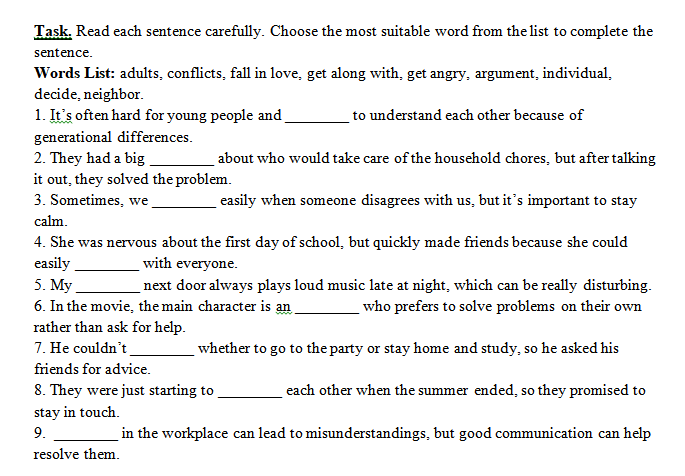 Task. Read each sentence carefully. Choose the most suitable word from the list to complete the
sentence.
Words List: adults, conflicts, fall in love, get along with, get angry, argument, individual,
decide, neighbor.
1. It’s often hard for young people and ________ to understand each other because of
generational differences.
2. They had a big ________ about who would take care of the household chores, but after talking
it out, they solved the problem.
3. Sometimes, we ________ easily when someone disagrees with us, but it’s important to stay
calm.
4. She was nervous about the first day of school, but quickly made friends because she could
easily ________ with everyone.
5. My ________ next door always plays loud music late at night, which can be really disturbing.
6. In the movie, the main character is an ________ who prefers to solve problems on their own
rather than ask for help.
7. He couldn’t ________ whether to go to the party or stay home and study, so he asked his
friends for advice.
8. They were just starting to ________ each other when the summer ended, so they promised to
stay in touch.
9. ________ in the workplace can lead to misunderstandings, but good communication can help
resolve them.